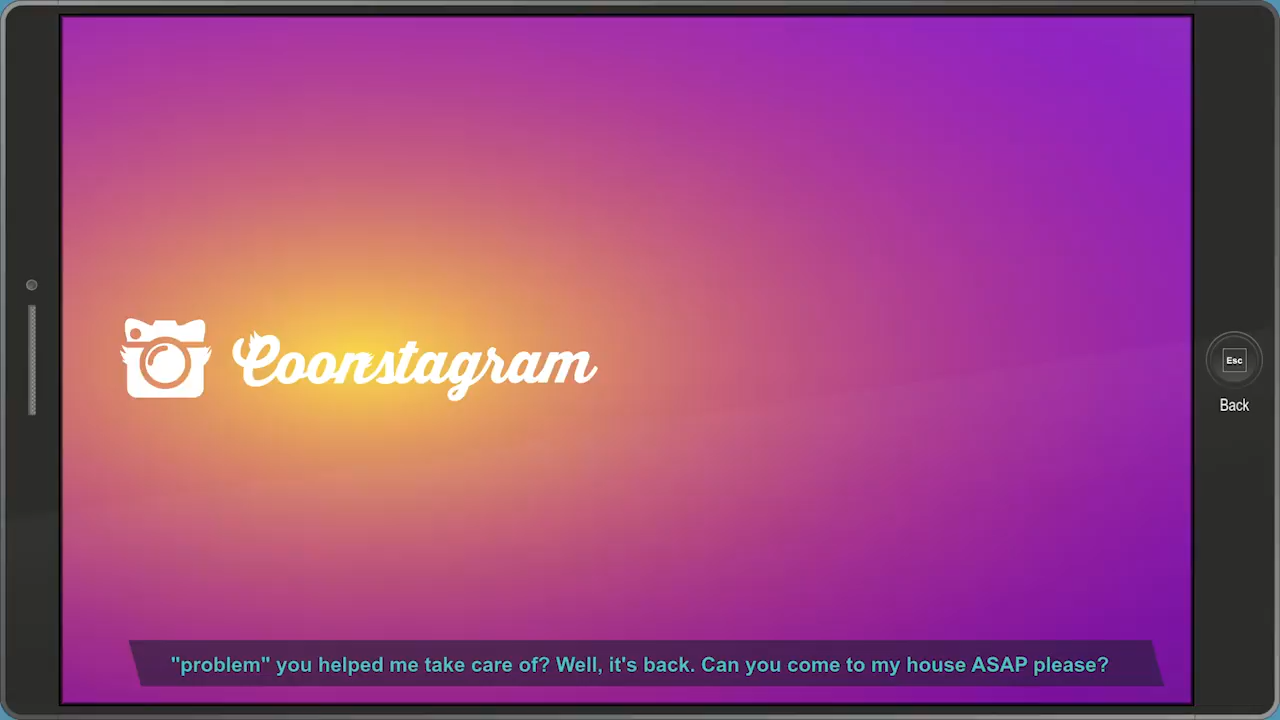 Coonstagram
Esc
Back
"problem" you helped me take care of? Well, it's back. Can you come to my house ASAP please?